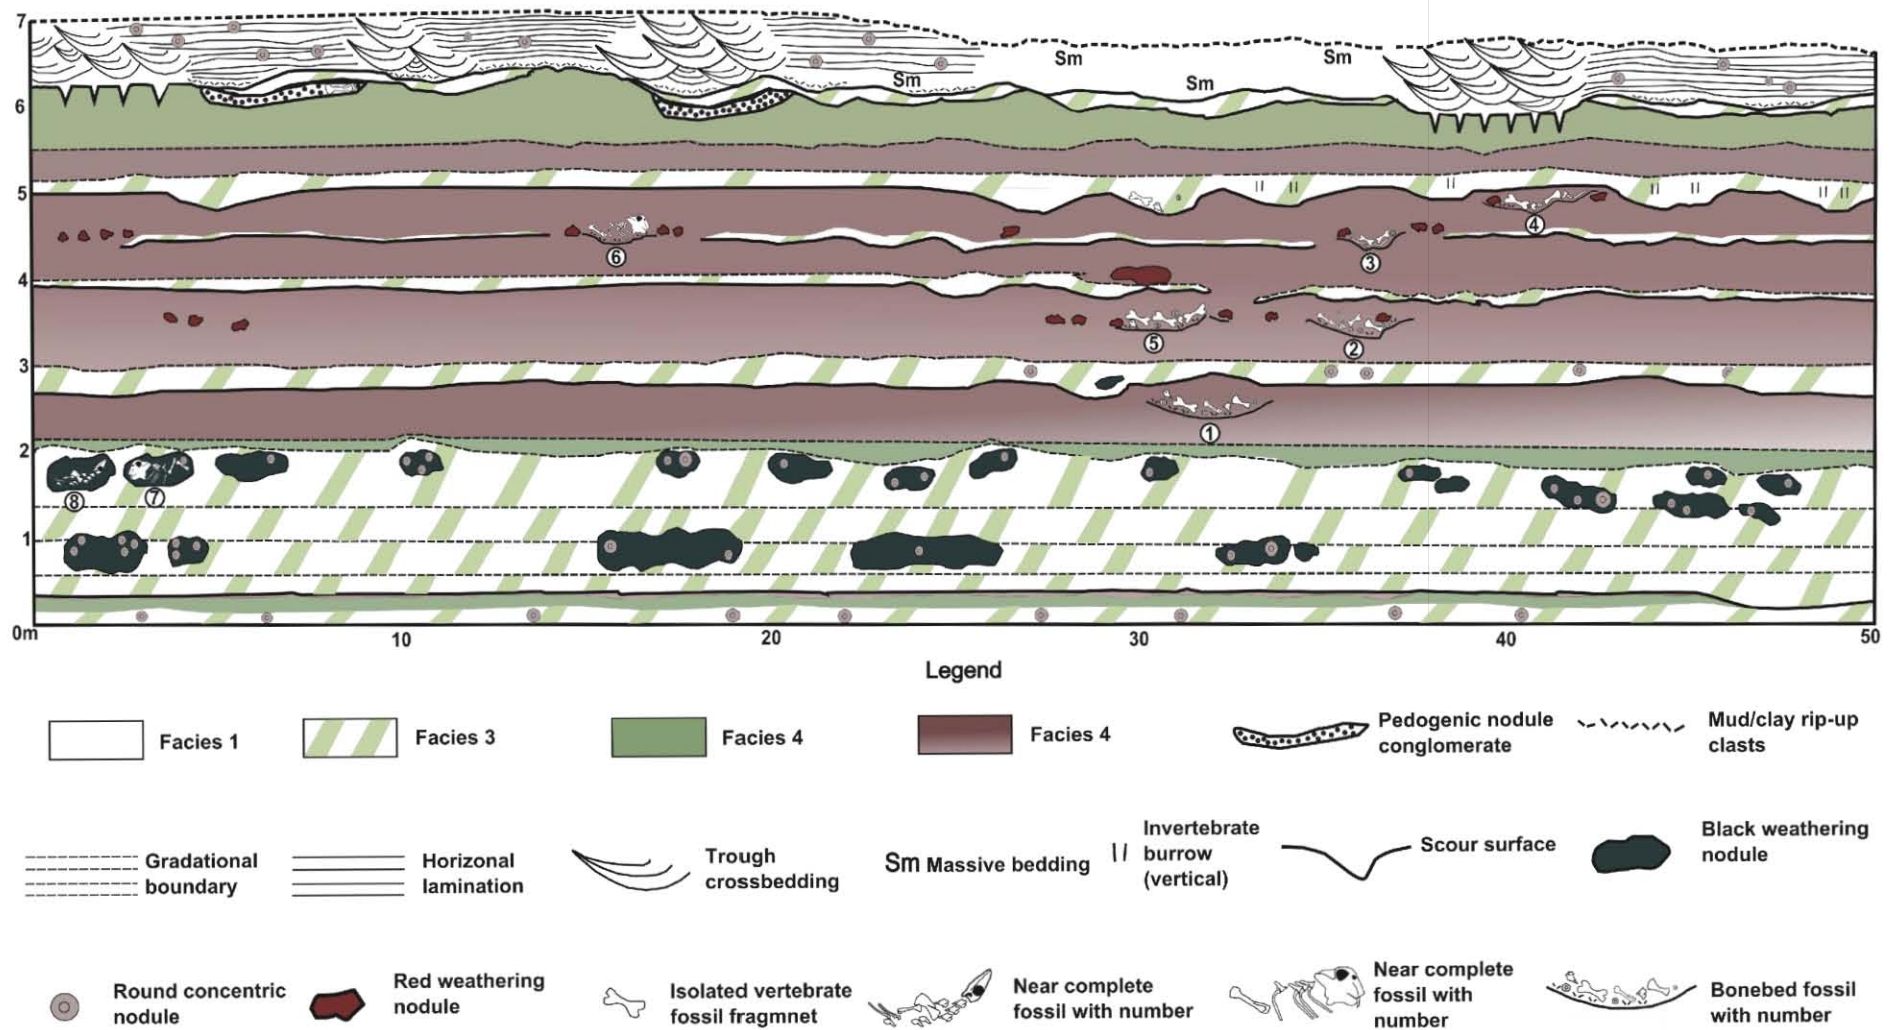 7
6
5
4
3
2
1
0m
Sm
Sm
Sm
Sm
6
4
3
5
2
1
8
7
10
20
30
40
50
Legend
Facies 1
Facies 3
Facies 4
Facies 4
Pedogenic nodule
conglomerate
Mud/clay rip-up
clasts
Gradational
boundary
Horizonal
lamination
Trough
crossbedding
Sm Massive bedding
Invertebrate
burrow
(vertical)
Scour surface
Black weathering
nodule
Round concentric
nodule
Red weathering
nodule
Isolated vertebrate
fossil fragmnet
Near complete
fossil with number
Near complete
fossil with
number
Bonebed fossil
with number